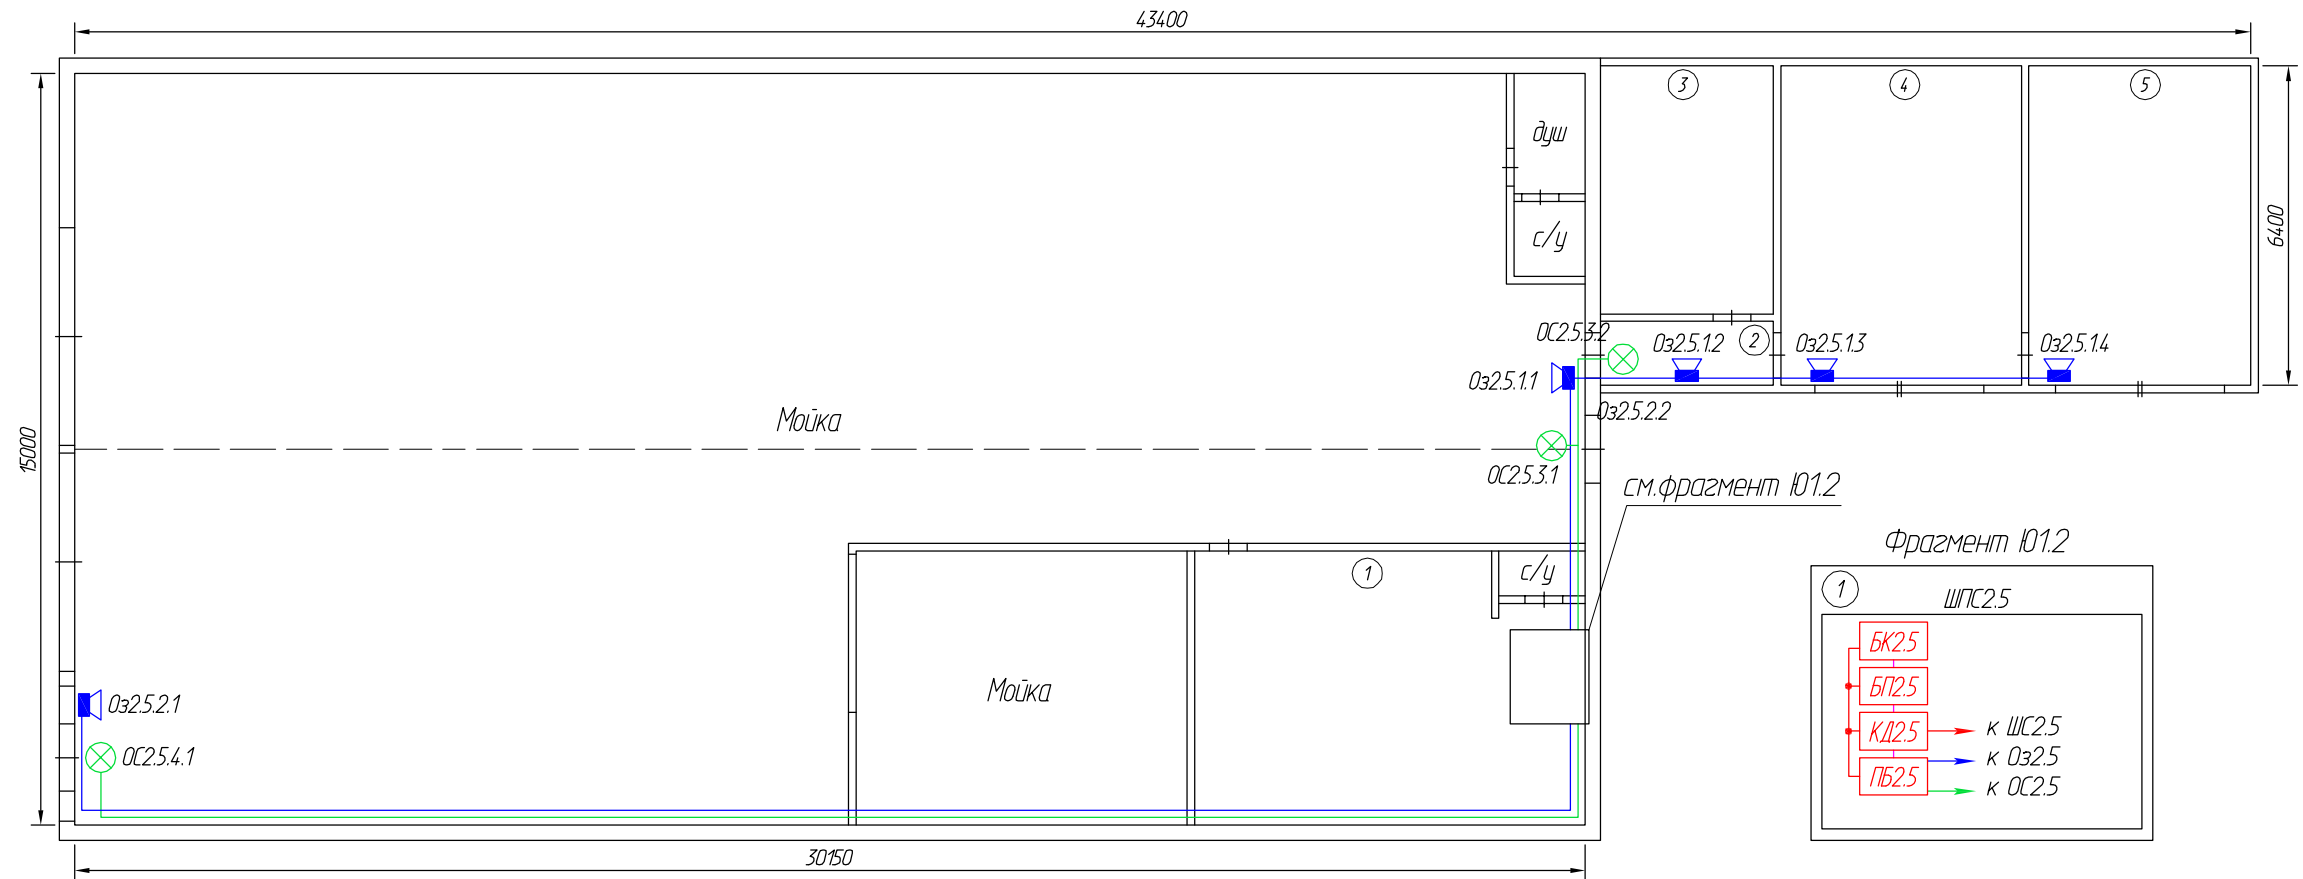 43400
3
4
5
душ
6400
с/у
ОС2.5.3.2
2
Оз2.5.1.2
Оз2.5.1.3
Оз2.5.1.4
Оз2.5.1.1
Оз2.5.2.2
Мойка
15000
ОС2.5.3.1
см.фрагмент Ю1.2
Фрагмент Ю1.2
1
с/у
1
ШПС2.5
БК2.5
БП2.5
КД2.5
ПБ2.5
к ШС2.5
к Оз2.5
к ОС2.5
Мойка
Оз2.5.2.1
ОС2.5.4.1
30150